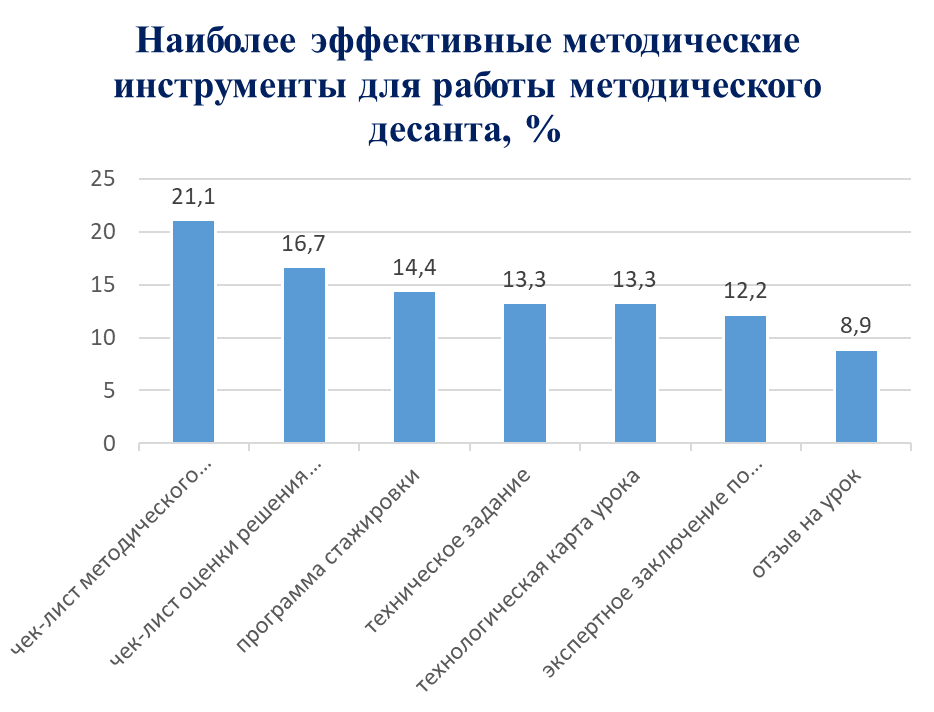 Наиболее эффективные методические
инструменты для работы методического
десанта, %
25
20
15
10
5
0
21,1
16,7
14,4
13,3
13,3
12,2
8,9
чек-лист методического...
чек-лист оценки решения...
программа стажировки
техническое задание
технологическая карта урока
экспертное заключение по...
отзыв на урок